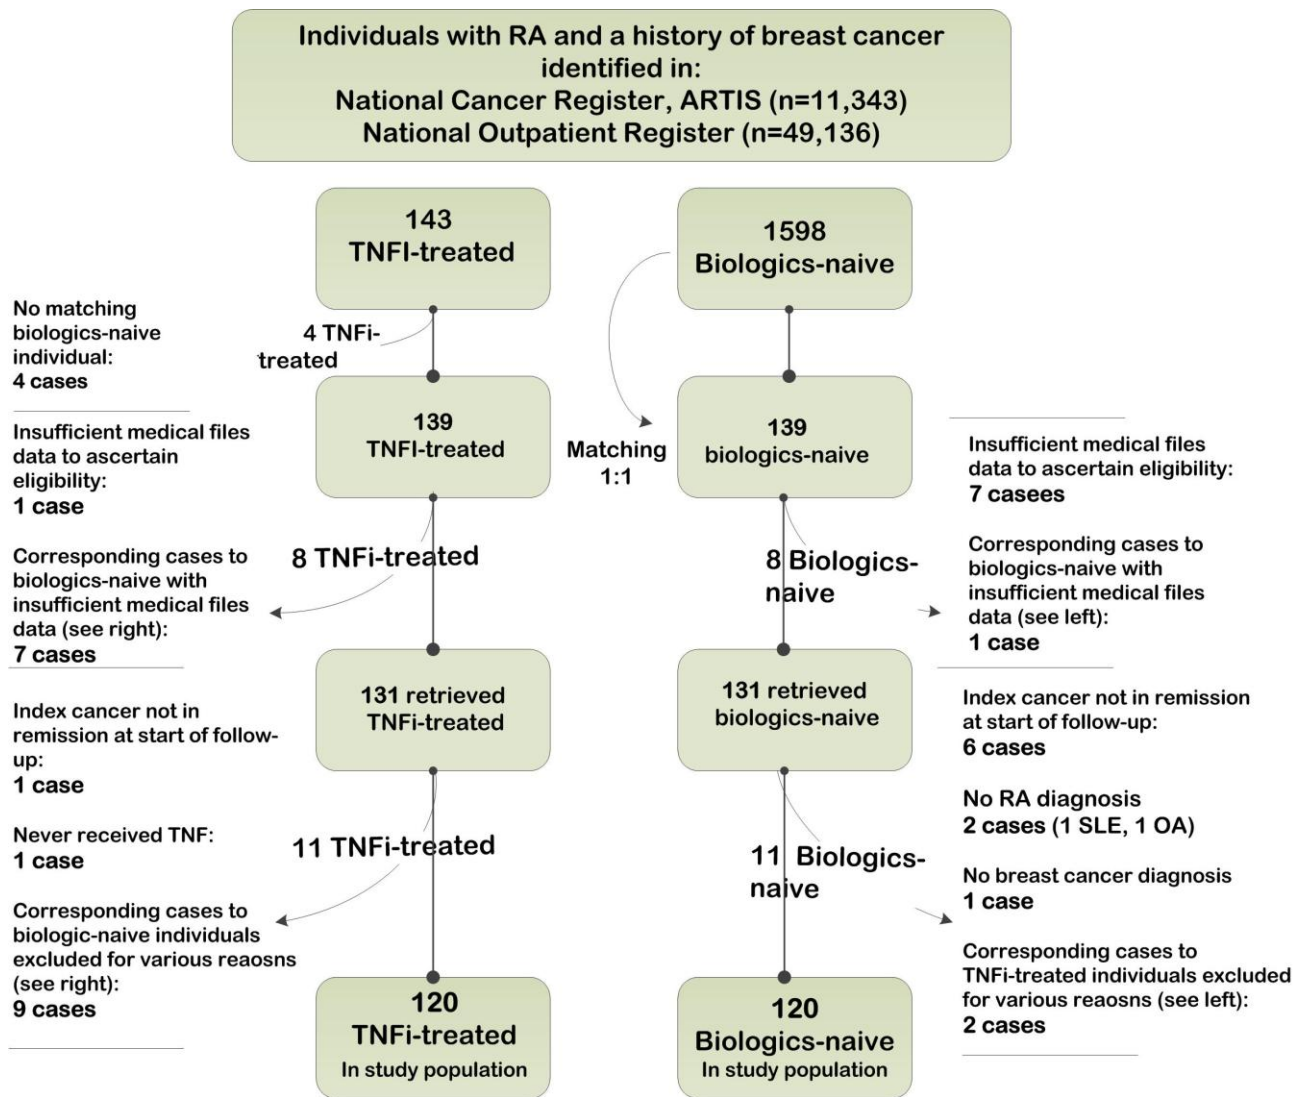 Individuals with RA and a history of breast cancer
identified in:
National Cancer Register, ARTIS (n=11,343)
National Outpatient Register (n=49,136)
143
TNFI-treated
1598
Biologics-naive
No matching
biologics-naive
individual:
4 cases
4 TNFi-
treated
139
TNFI-treated
Matching
1:1
139
biologics-naive
Insufficient medical files
data to ascertain
eligibility:
1 case
Corresponding cases to
biologics-naive with
insufficient medical files
data (see right):
7 cases
8 TNFi-treated
8 Biologics-
naive
Insufficient medical files
data to ascertain eligibility:
7 casees
Corresponding cases to
biologics-naive with
insufficient medical files
data (see left):
1 case
131 retrieved
TNFi-treated
131 retrieved
biologics-naive
Index cancer not in
remission at start of follow-
up:
1 case
Never received TNF:
1 case
Corresponding cases to
biologic-naive individuals
excluded for various reaosns
(see right):
9 cases
11 TNFi-treated
11 Biologics-
naive
Index cancer not in remission
at start of follow-up:
6 cases
No RA diagnosis
2 cases (1 SLE, 1 OA)
No breast cancer diagnosis
1 case
Corresponding cases to
TNFi-treated individuals excluded
for various reaosns (see left):
2 cases
120
TNFi-treated
In study population
120
Biologics-naive
In study population